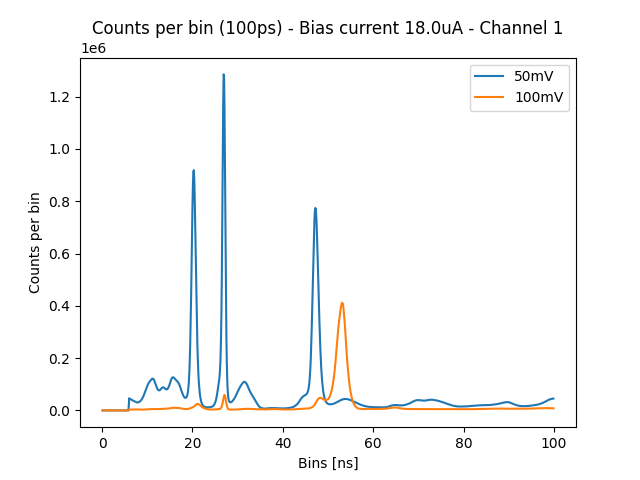 Counts per bin (100ps) - Bias current 18.0uA - Channel 1
1e6
50mV
100mV
1.2
1.0
0.8
0.6
0.4
0.2
0.0
Counts per bin
0 20 40 60 80 100
Bins [ns]